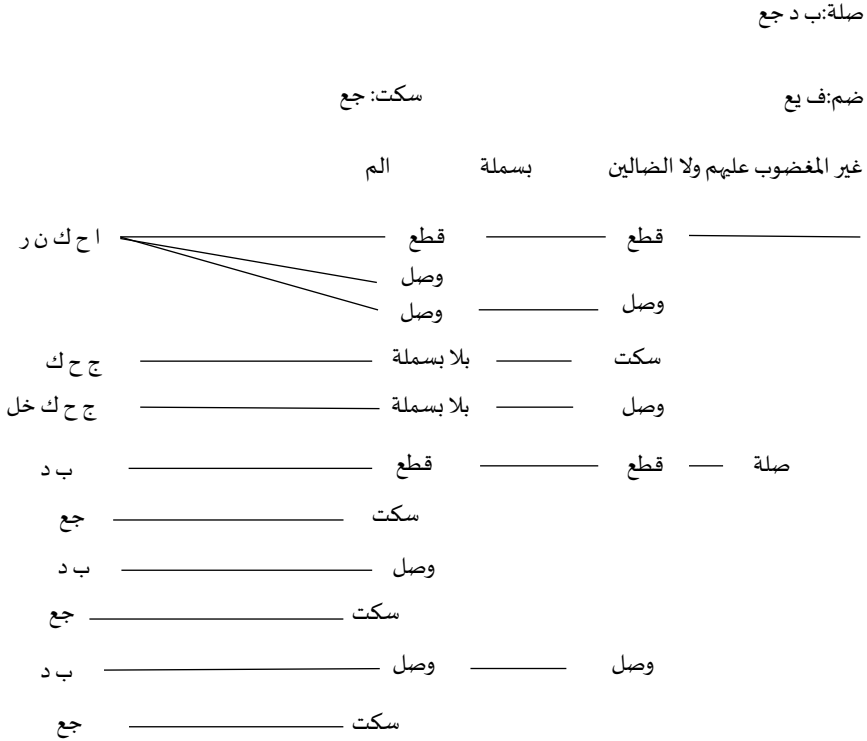 صلة:ب د جع
ضم:ف يع سكت: جع
غير المغضوب عليهم ولا الضالين بسملة الم
قطع قطع ا ح ك ن ر
وصل
وصل وصل
سكت بلا بسملة ج ح ك
وصل بلا بسملة ج ح ك خل
صلة قطع قطع ب د
سكت جع
وصل ب د
سكت جع
وصل وصل ب د
سكت جع